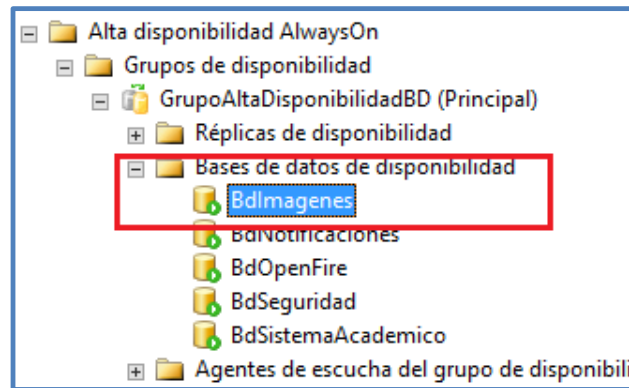 Alta disponibilidad AlwaysOn
Grupos de disponibilidad
GrupoAltaDisponibilidadBD (Principal)
Réplicas de disponibilidad
Bases de datos de disponibilidad
BdImagenes
BdNotificaciones
BdOpenFire
BdSeguridad
BdSistemaAcademico
Agentes de escucha del grupo de disponibili